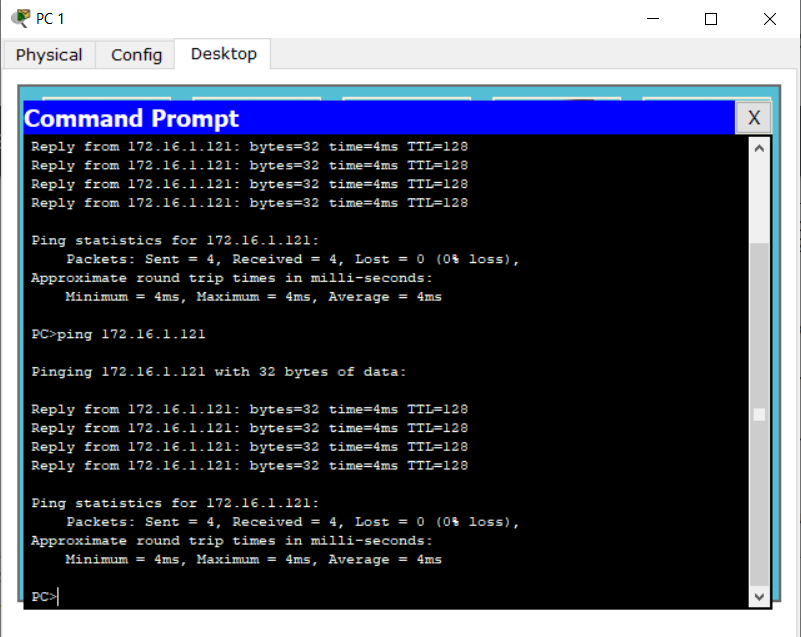 PC 1
Physical Config Desktop
Command Prompt X
Reply from 172.16.1.121: bytes=32 time=4ms TTL=128
Reply from 172.16.1.121: bytes=32 time=4ms TTL=128
Reply from 172.16.1.121: bytes=32 time=4ms TTL=128
Reply from 172.16.1.121: bytes=32 time=4ms TTL=128
Ping statistics for 172.16.1.121:
Packets: Sent = 4, Received = 4, Lost = 0 (0% loss),
Approximate round trip times in milli-seconds:
Minimum = 4ms, Maximum = 4ms, Average = 4ms
PC>ping 172.16.1.121
Pinging 172.16.1.121 with 32 bytes of data:
Reply from 172.16.1.121: bytes=32 time=4ms TTL=128
Reply from 172.16.1.121: bytes=32 time=4ms TTL=128
Reply from 172.16.1.121: bytes=32 time=4ms TTL=128
Reply from 172.16.1.121: bytes=32 time=4ms TTL=128
Ping statistics for 172.16.1.121:
Packets: Sent = 4, Received = 4, Lost = 0 (0% loss),
Approximate round trip times in milli-seconds:
Minimum = 4ms, Maximum = 4ms, Average = 4ms
PC>